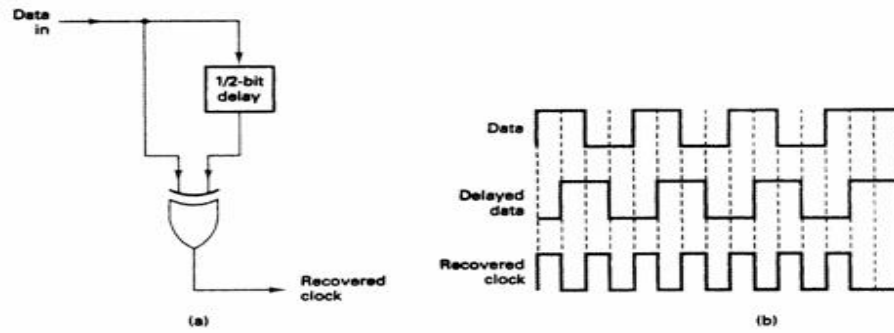 Data
in
1/2-bit
delay
Recovered
clock
(a)
Data
Delayed
data
Recovered
clock
(b)